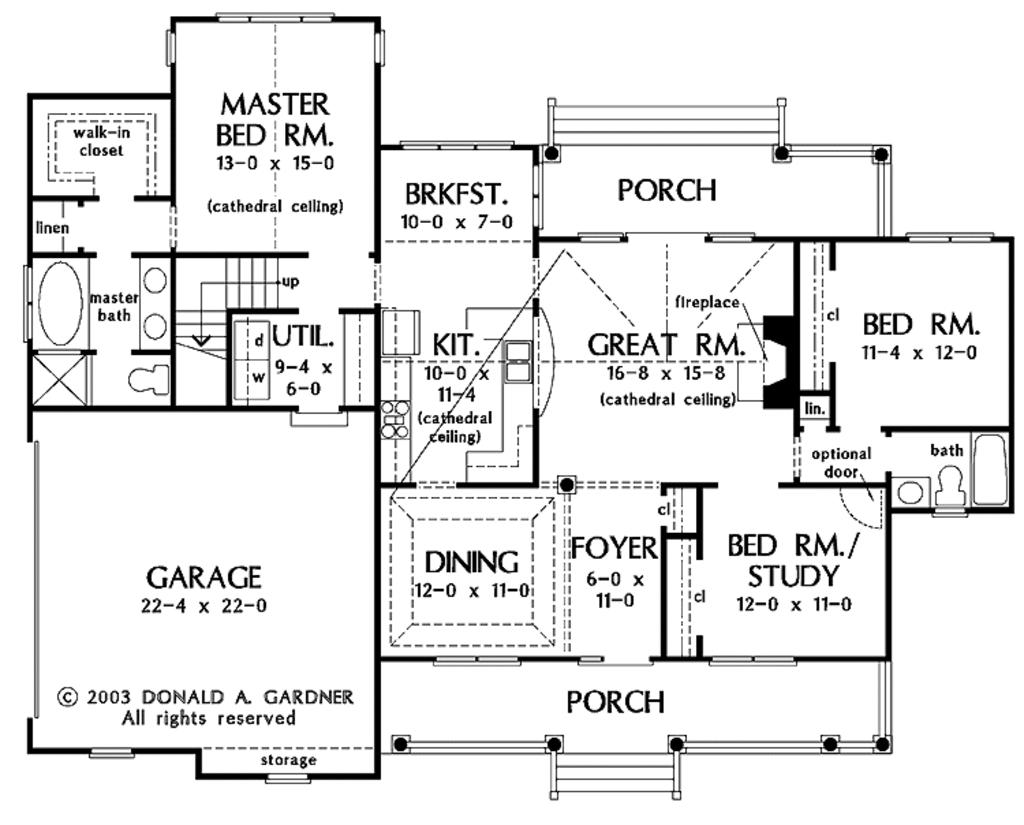 MASTER
BED RM.
13-0 x 15-0
(cathedral ceiling)
walk-in
closet
linen
master
bath
up
UTIL.
9-4 x
6-0
d
w
BRKFST.
10-0 x 7-0
KIT.
10-0 x
11-4
(cathedral
ceiling)
PORCH
fireplace
GREAT RM.
16-8 x 15-8
(cathedral ceiling)
cl
BED RM.
11-4 x 12-0
lin.
optional
door
bath
GARAGE
22-4 x 22-0
© 2003 DONALD A. GARDNER
All rights reserved
storage
DINING
12-0 x 11-0
FOYER
6-0 x
11-0
cl
cl
BED RM./
STUDY
12-0 x 11-0
PORCH